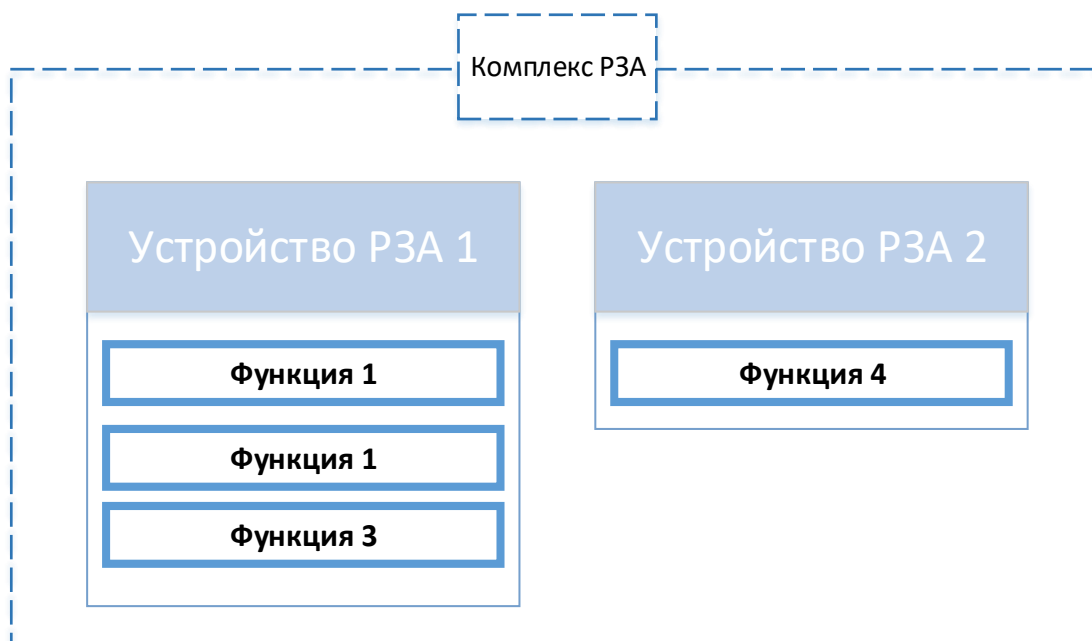 Комплекс РЗА
Устройство РЗА 1
Функция 1
Функция 1
Функция 3
Устройство РЗА 2
Функция 4